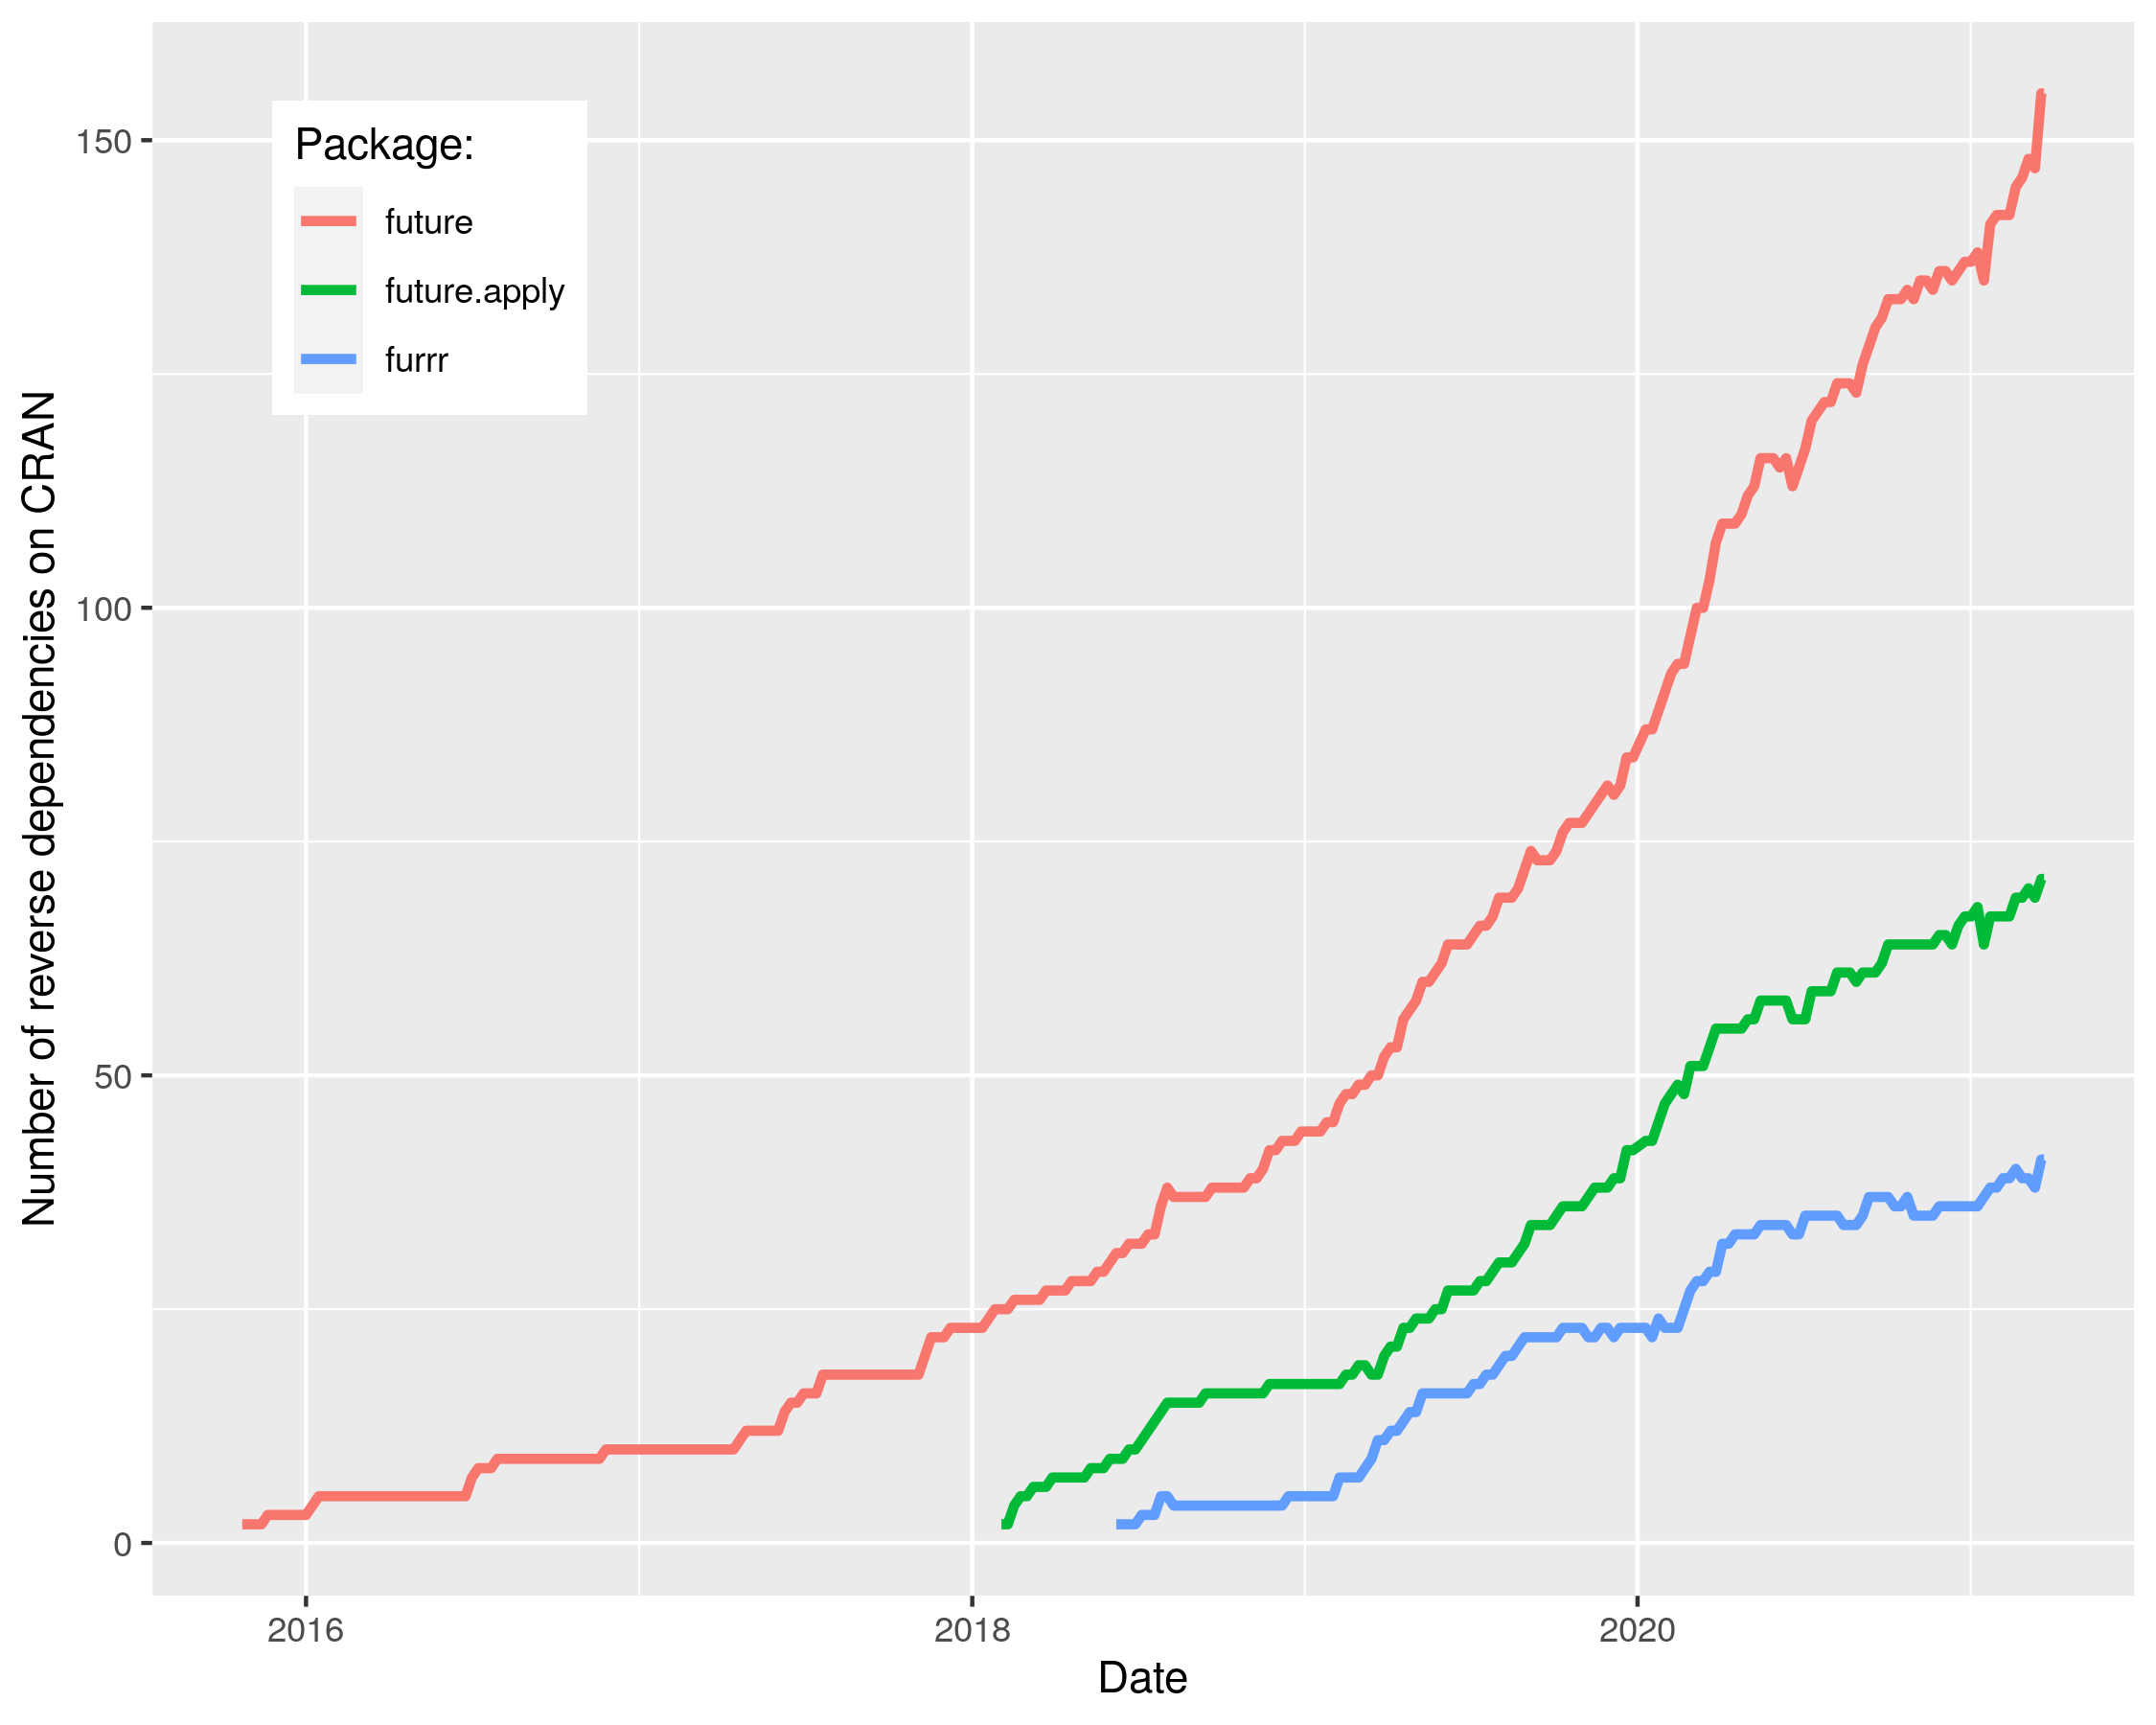 Package:
future
future.apply
furrr
Number of reverse dependencies on CRAN
150
100
50
0
2016
2018
2020
Date